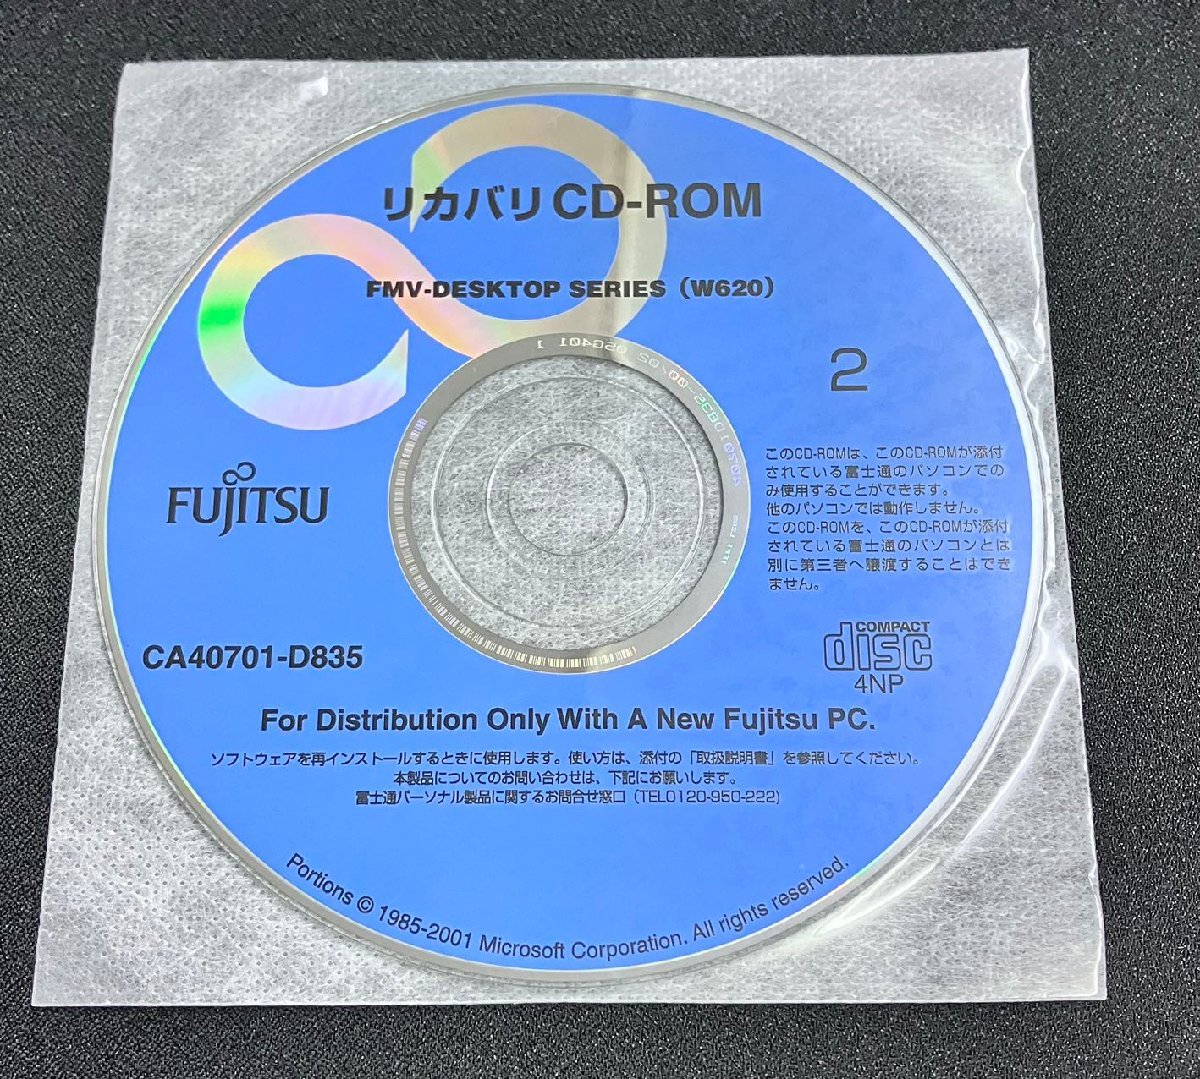 リカバリ CD-ROM
FMV-DESKTOP SERIES（W620）
2
FUJITSU
このCD-ROMは、このCD-ROMが添付
されている富士通のパソコンでの
み使用することができます。
他のパソコンでは動作しません。
このCD-ROMを、このCD-ROMが添付
されている富士通のパソコンとは
別に第三者へ譲渡することはでき
ません。
COMPACT
disc
4NP
CA40701-D835
For Distribution Only With A New Fujitsu PC.
ソフトウェアを再インストールするときに使用します。使い方は、添付の「取扱説明書」を参照してください。
本製品についてのお問い合わせは、下記にお願いします。
富士通パーソナル製品に関するお問合せ窓口（TEL0120-950-222)
Portions © 1985-2001 Microsoft Corporation. All rights reserved.